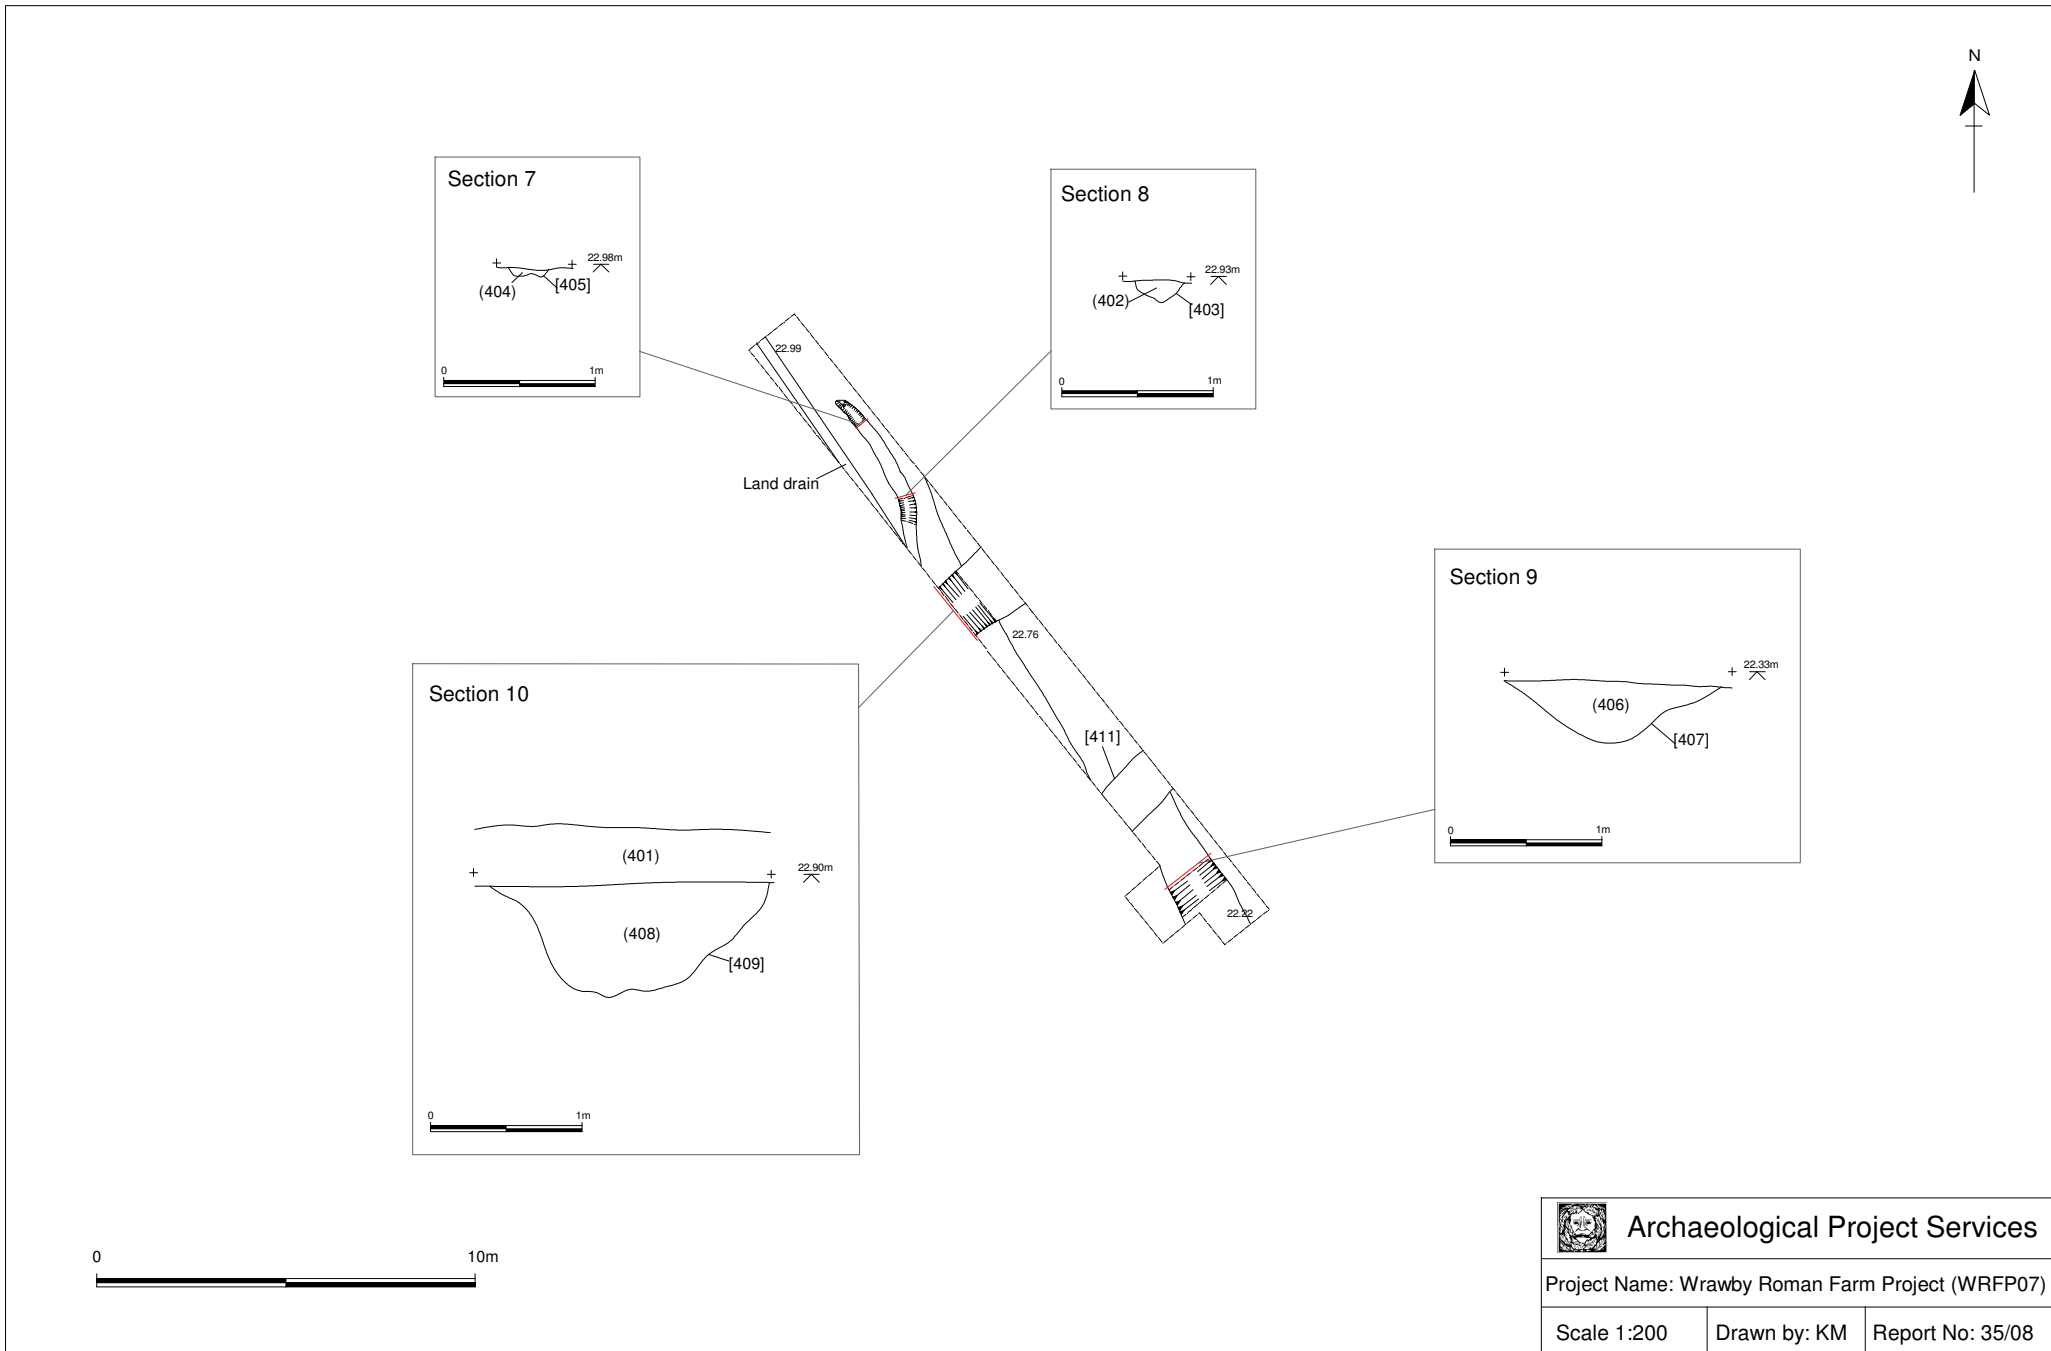 N
Section 7
22.98m
(404)
[405]
0 1m
Section 8
22.93m
(402)
[403]
0 1m
22.99
Land drain
22.76
[411]
22.22
Section 9
22.33m
(406)
[407]
0 1m
Section 10
(401)
22.90m
(408)
[409]
0 1m
0 10m
Archaeological Project Services
Project Name: Wrawby Roman Farm Project (WRFP07)
Scale 1:200 Drawn by: KM Report No: 35/08